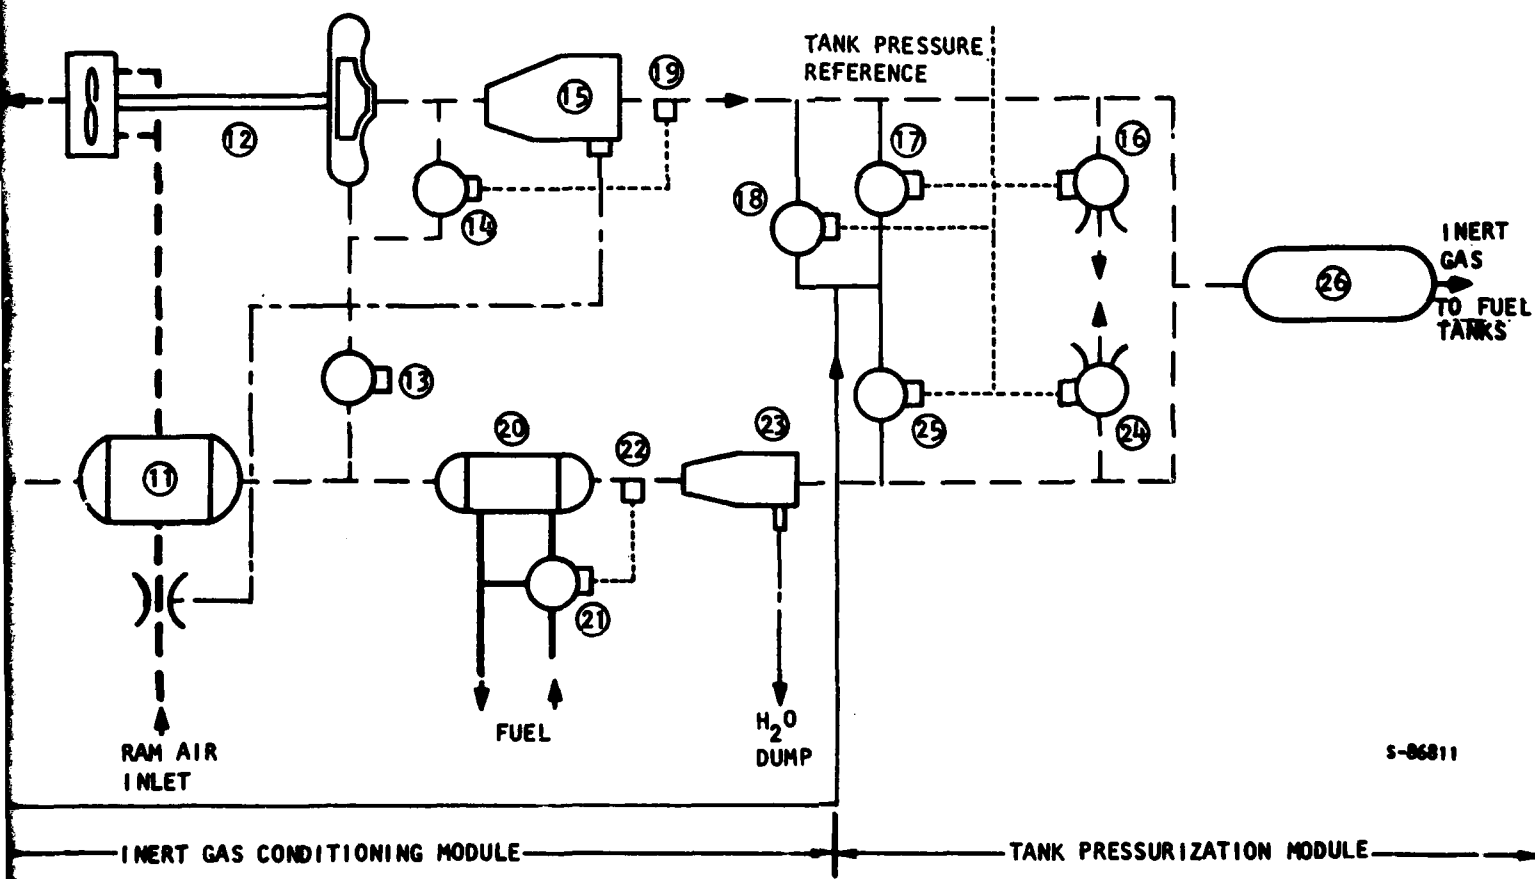 TANK PRESSURE
REFERENCE
19
15
12
17
16
18
14
INERT
GAS
26
TO FUEL
TANKS
13
20
22
23
25
24
11
21
RAM AIR
INLET
FUEL
H₂O
DUMP
S-86811
INERT GAS CONDITIONING MODULE
TANK PRESSURIZATION MODULE